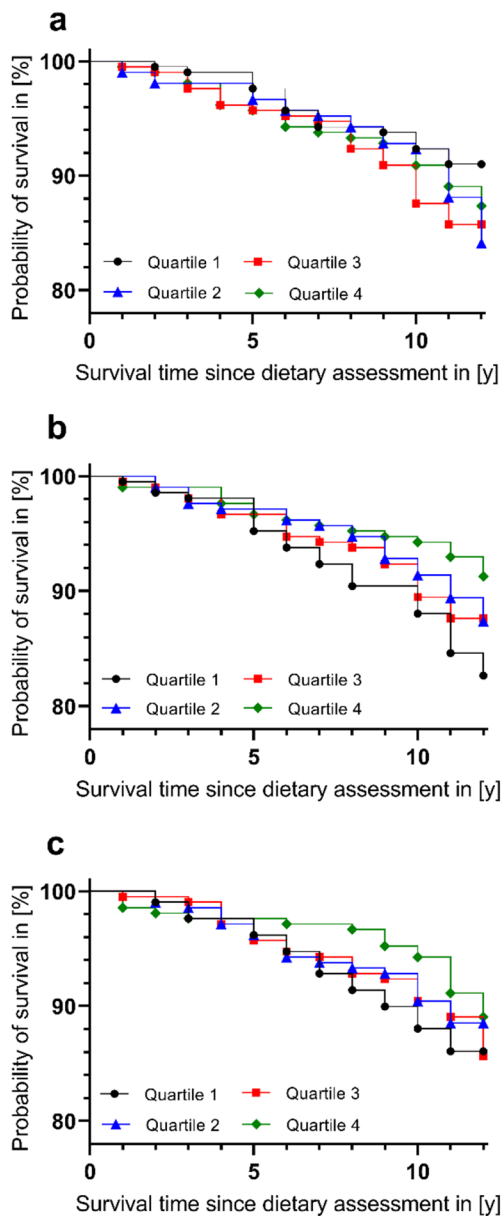 a
Probability of survival in [%]
100
90
80
Quartile 1
Quartile 3
Quartile 2
Quartile 4
0
5
10
Survival time since dietary assessment in [y]
b
Probability of survival in [%]
100
90
80
Quartile 1
Quartile 3
Quartile 2
Quartile 4
0
5
10
Survival time since dietary assessment in [y]
c
Probability of survival in [%]
100
90
80
Quartile 1
Quartile 3
Quartile 2
Quartile 4
0
5
10
Survival time since dietary assessment in [y]